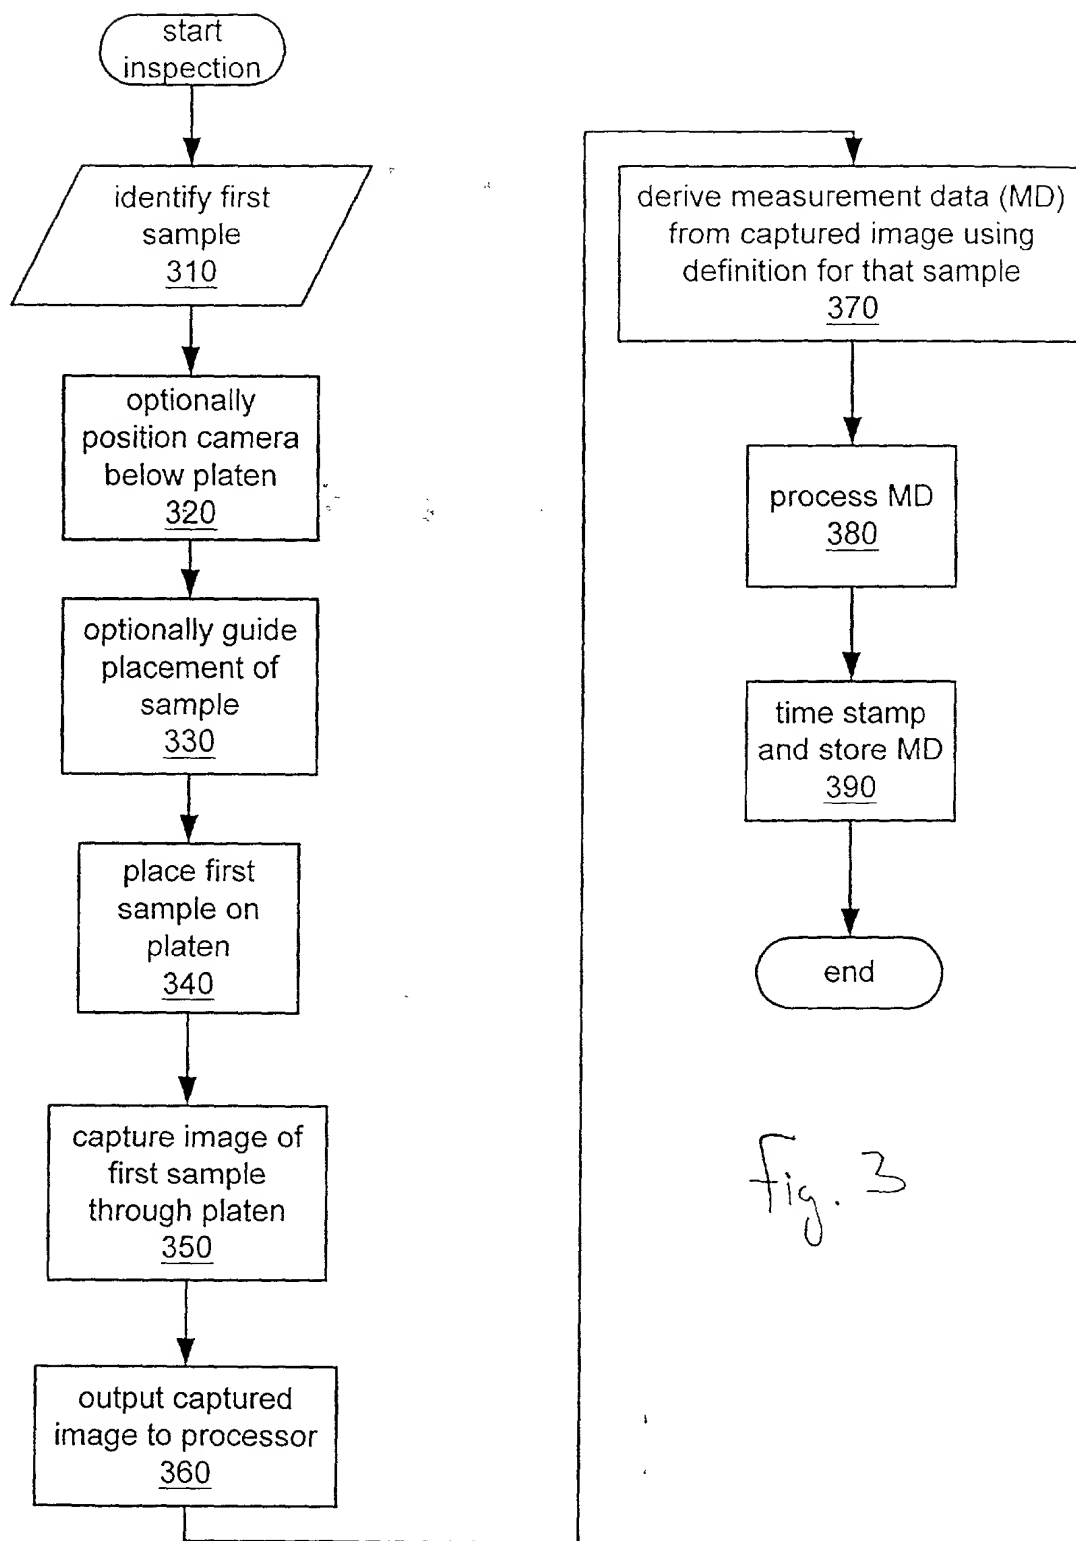 start
inspection
identify first
sample
310
optionally
position camera
below platen
320
optionally guide
placement of
sample
330
place first
sample on
platen
340
capture image of
first sample
through platen
350
output captured
image to processor
360
derive measurement data (MD)
from captured image using
definition for that sample
370
process MD
380
time stamp
and store MD
390
end
Fig. 3